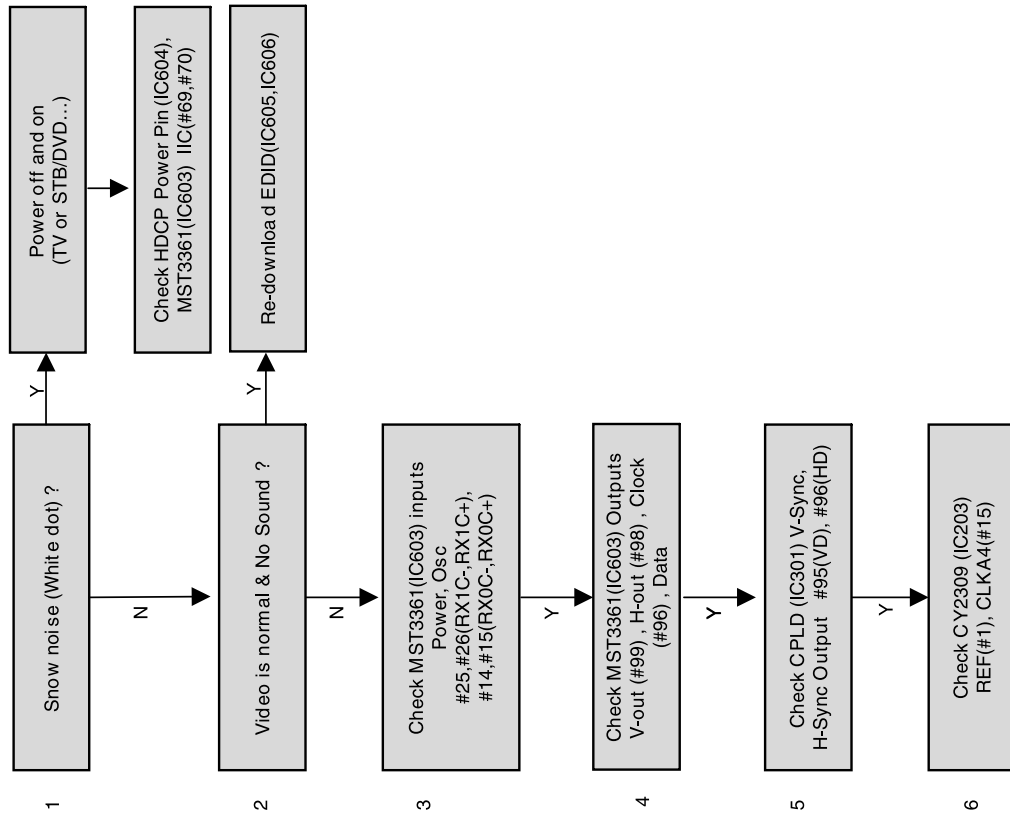 1
Snow noise (White dot) ?
Y
Power off and on
(TV or STB/DVD...)
Check HDCP Power Pin (IC604),
MST3361(IC603) IIC(#69,#70)
N
2
Video is normal & No Sound ?
Y
Re-download EDID(IC605,IC606)
N
3
Check MST3361(IC603) inputs
Power, Osc
#25,#26(RX1C-,RX1C+),
#14,#15(RX0C-,RX0C+)
Y
4
Check MST3361(IC603) Outputs
V-out (#99) , H-out (#98) , Clock
(#96) , Data
Y
5
Check CPLD (IC301) V-Sync,
H-Sync Output #95(VD), #96(HD)
Y
6
Check CY2309 (IC203)
REF(#1), CLKA4(#15)